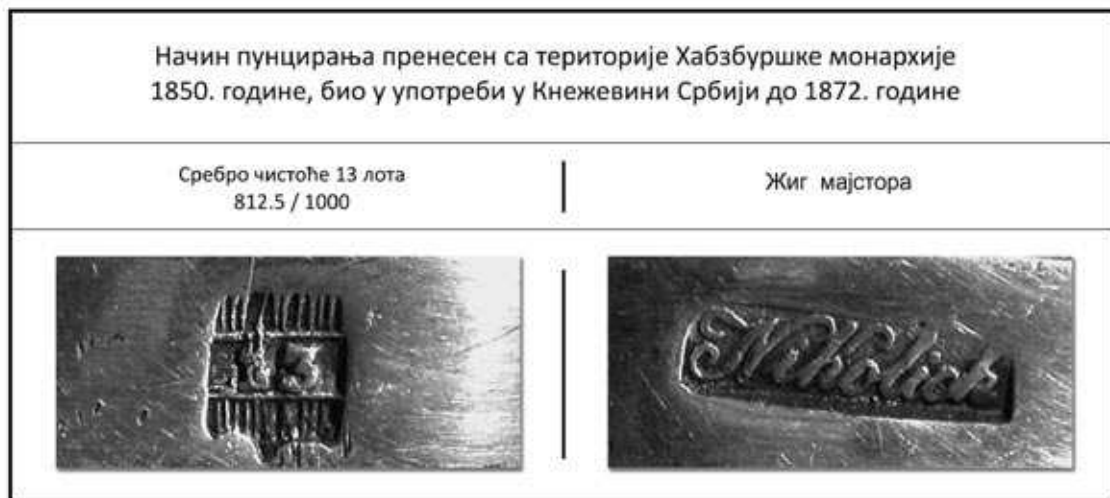 Начин пунцирања пренесен са територије Хабзбуршке монархије
1850. године, био у употреби у Кнежевини Србији до 1872. године
Сребро чистоће 13 лота
812.5 / 1000
Жиг мајстора
Nikolich